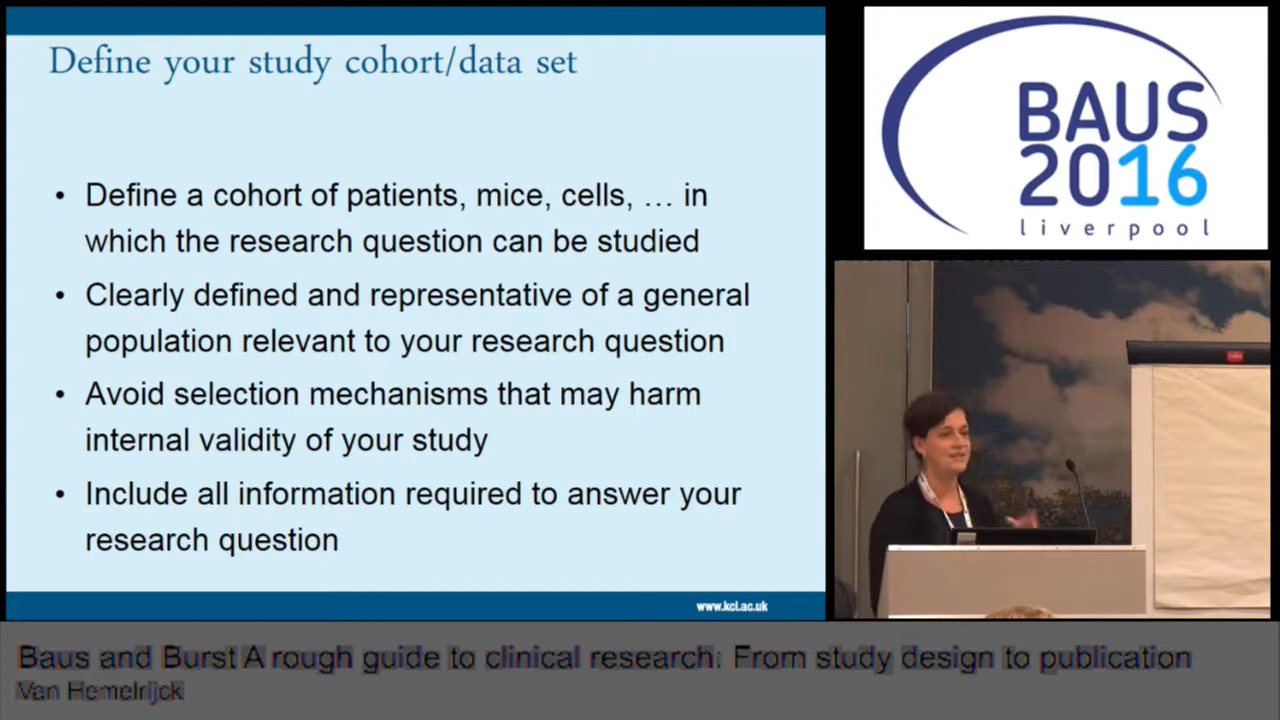 Define your study cohort/data set
• Define a cohort of patients, mice, cells, … in
which the research question can be studied
• Clearly defined and representative of a general
population relevant to your research question
• Avoid selection mechanisms that may harm
internal validity of your study
• Include all information required to answer your
research question
www.kcl.ac.uk
BAUS
2016
liverpool
Baus and Burst A rough guide to clinical research. From study design to publication
Van Hemelrijck